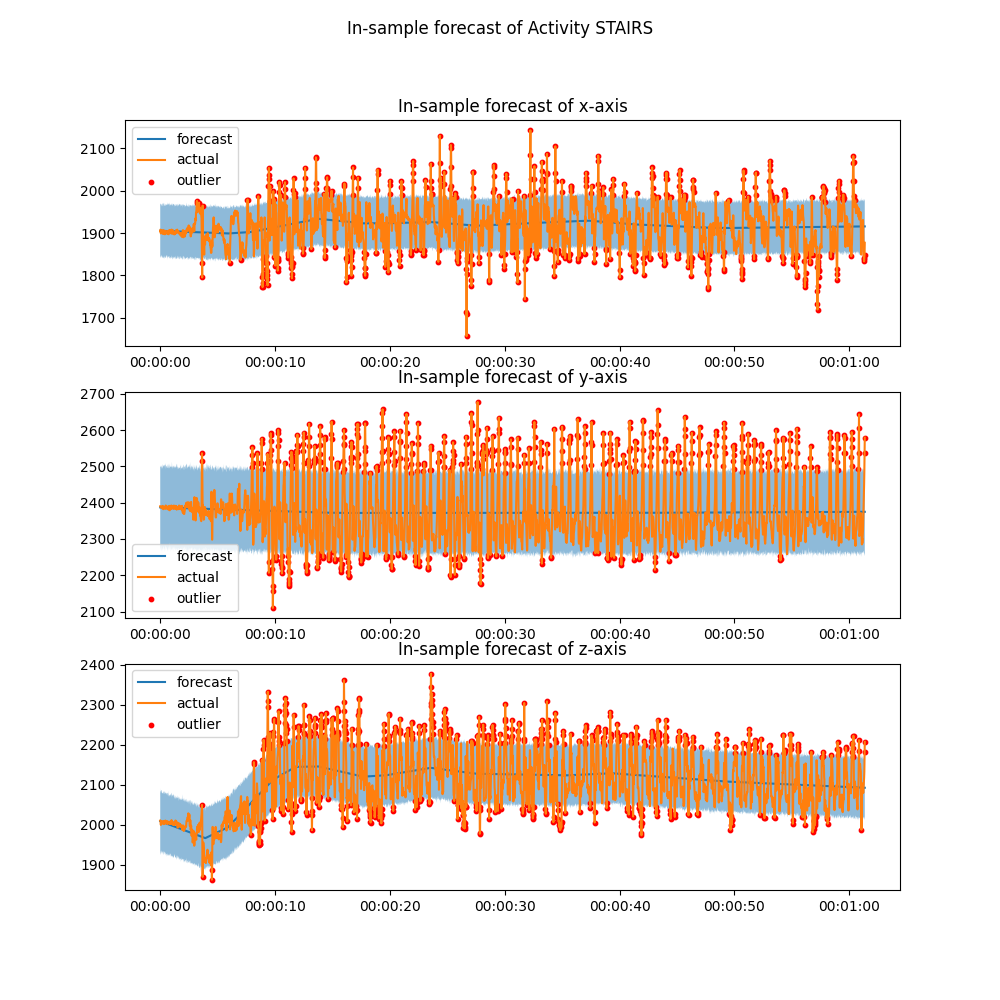 In-sample forecast of Activity STAIRS
In-sample forecast of x-axis
forecast
actual
outlier
2100
2000
1900
1800
1700
00:00:00 00:00:10 00:00:20 00:00:30 00:00:40 00:00:50 00:01:00
In-sample forecast of y-axis
2700
2600
2500
2400
2300
2200
2100
forecast
actual
outlier
00:00:00 00:00:10 00:00:20 00:00:30 00:00:40 00:00:50 00:01:00
In-sample forecast of z-axis
forecast
actual
outlier
2400
2300
2200
2100
2000
1900
00:00:00 00:00:10 00:00:20 00:00:30 00:00:40 00:00:50 00:01:00